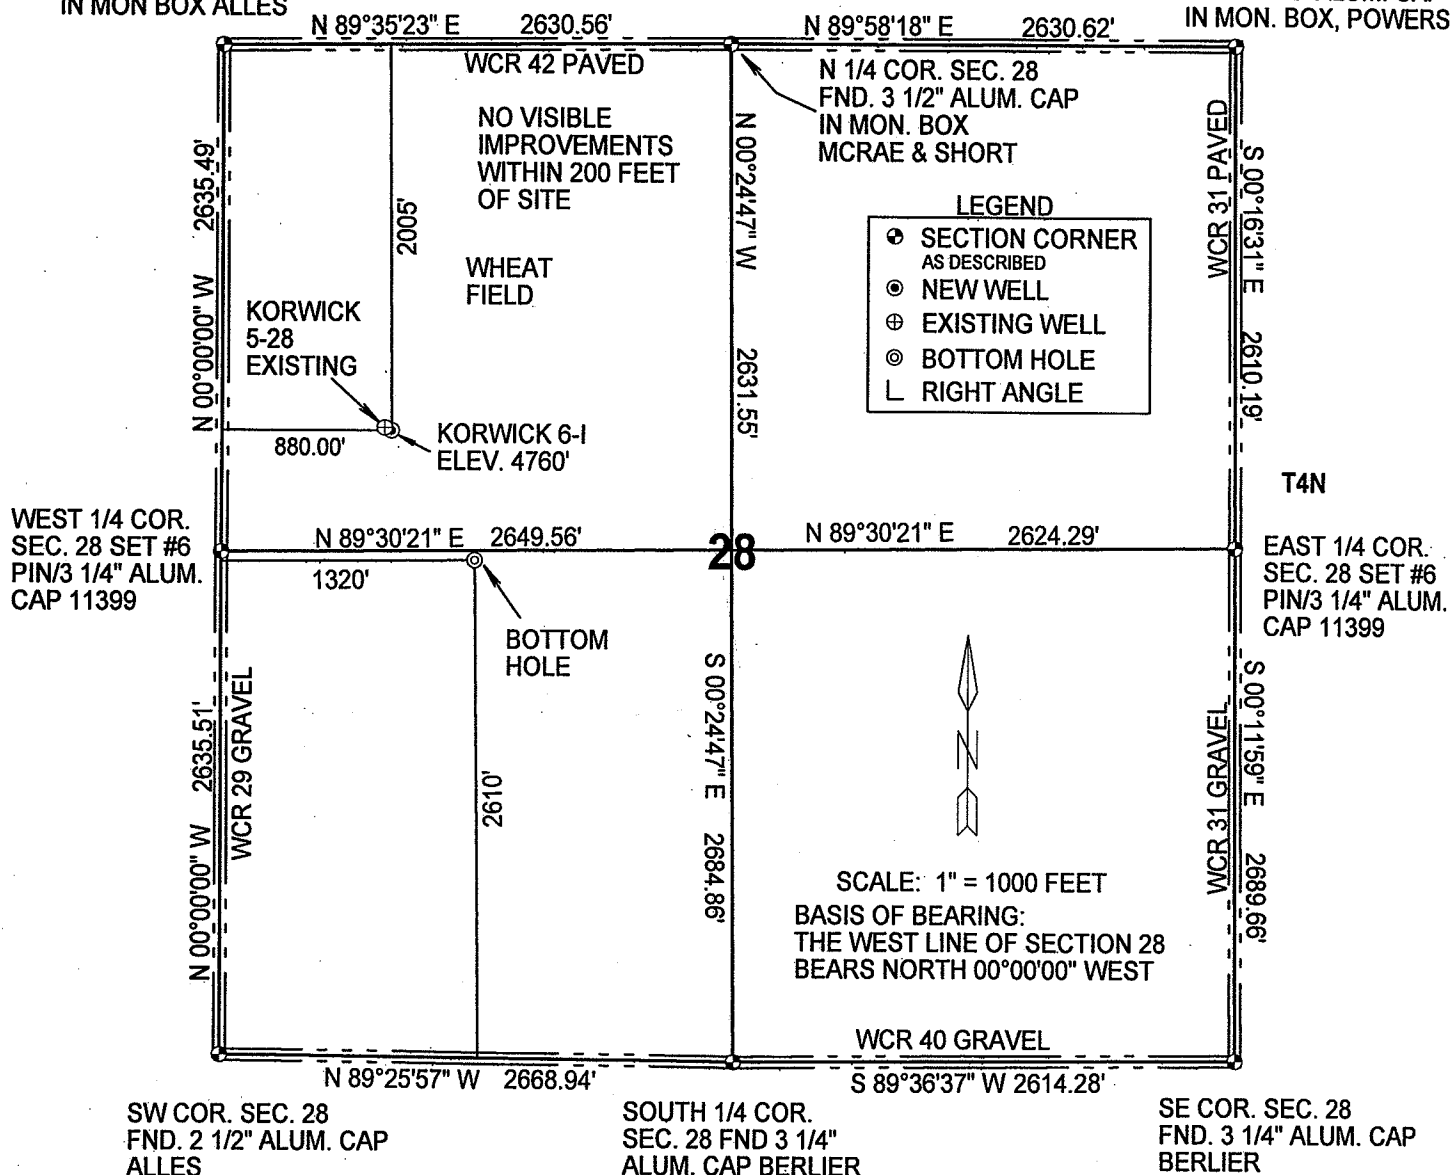 IN MON BOX ALLES
IN MON. BOX, POWERS
N 89°35'23" E 2630.56'
N 89°58'18" E 2630.62'
WCR 42 PAVED
N 1/4 COR. SEC. 28
FND. 3 1/2" ALUM. CAP
IN MON. BOX
MCRAE & SHORT
NO VISIBLE
IMPROVEMENTS
WITHIN 200 FEET
OF SITE
WHEAT
FIELD
2005'
N 00°00'00" W 2635.49'
N 00°24'47" W 2631.55'
WCR 31 PAVED
S 00°16'31" E 2610.19'
LEGEND
SECTION CORNER
AS DESCRIBED
NEW WELL
EXISTING WELL
BOTTOM HOLE
RIGHT ANGLE
KORWICK
5-28
EXISTING
880.00'
KORWICK 6-I
ELEV. 4760'
T4N
WEST 1/4 COR.
SEC. 28 SET #6
PIN/3 1/4" ALUM.
CAP 11399
N 89°30'21" E 2649.56'
28
N 89°30'21" E 2624.29'
EAST 1/4 COR.
SEC. 28 SET #6
PIN/3 1/4" ALUM.
CAP 11399
1320'
BOTTOM
HOLE
2610'
N 00°00'00" W 2635.51'
WCR 29 GRAVEL
S 00°24'47" E 2684.86'
N
WCR 31 GRAVEL
S 00°11'59" E 2689.66'
SCALE: 1" = 1000 FEET
BASIS OF BEARING:
THE WEST LINE OF SECTION 28
BEARS NORTH 00°00'00" WEST
WCR 40 GRAVEL
N 89°25'57" W 2668.94'
S 89°36'37" W 2614.28'
SW COR. SEC. 28
FND. 2 1/2" ALUM. CAP
ALLES
SOUTH 1/4 COR.
SEC. 28 FND 3 1/4"
ALUM. CAP BERLIER
SE COR. SEC. 28
FND. 3 1/4" ALUM. CAP
BERLIER